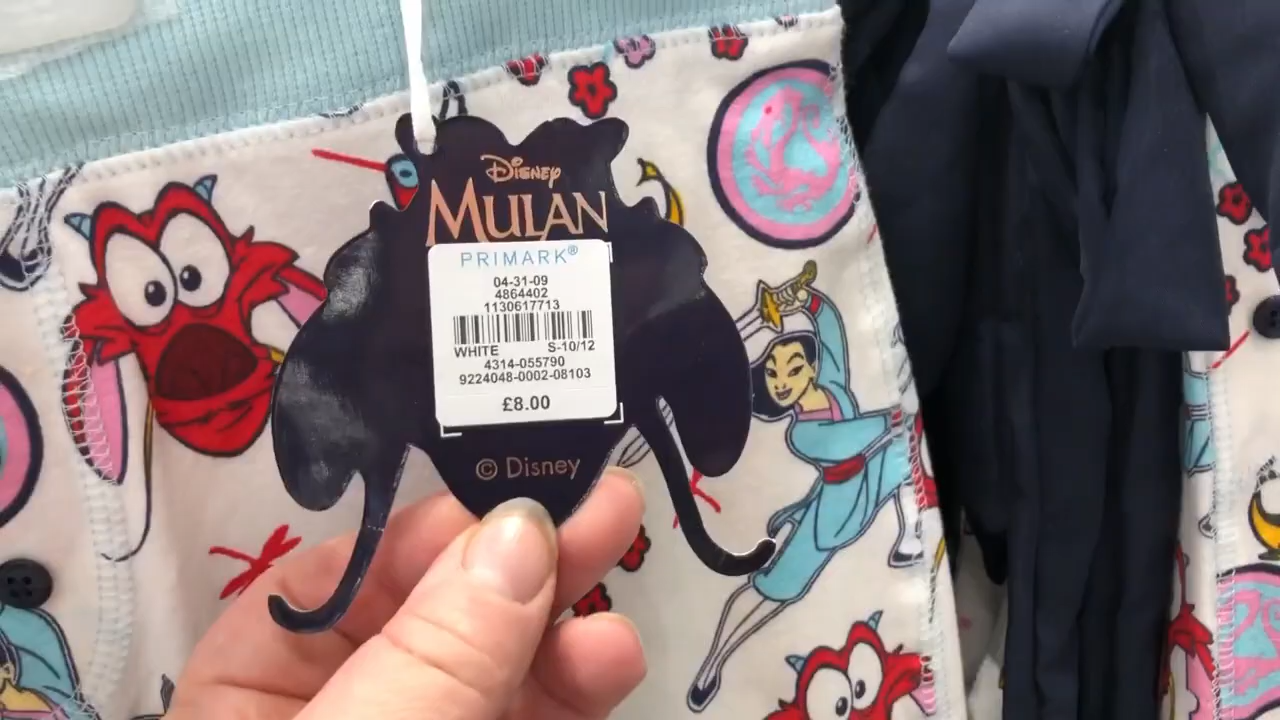 Disney
MULAN
PRIMARK®
04-31-09
4864402
1130617713
WHITE S-10/12
4314-055790
9224048-0002-08103
£8.00
© Disney